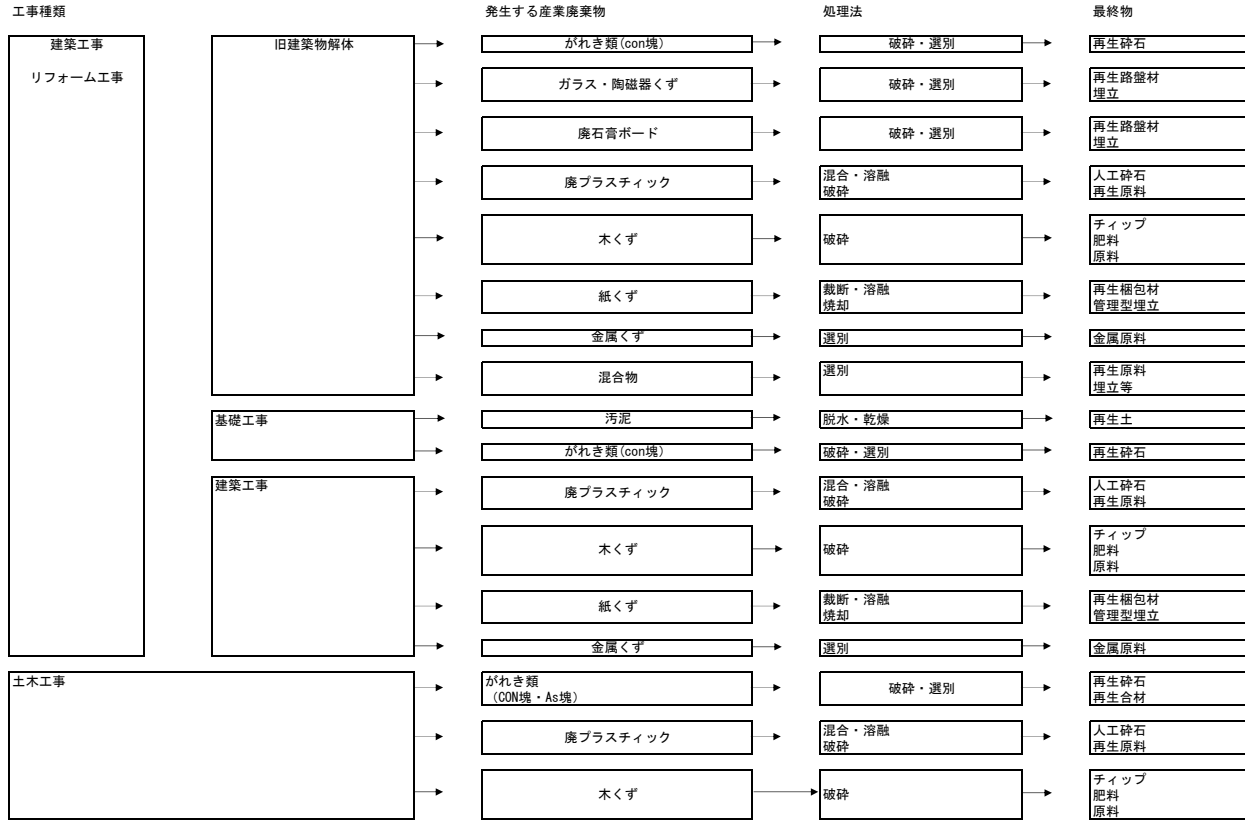 工事種類 発生する産業廃棄物 処理法 最終物
建築工事 旧建築物解体 がれき類(con塊) 破砕・選別 再生砕石
リフォーム工事 ガラス・陶磁器くず 破砕・選別 再生路盤材
埋立
廃石膏ボード 破砕・選別 再生路盤材
埋立
廃プラスチィック 混合・溶融 人工砕石
破砕 再生原料
木くず 破砕 チィップ
肥料
原料
紙くず 裁断・溶融 再生梱包材
焼却 管理型埋立
金属くず 選別 金属原料
混合物 選別 再生原料
埋立等
基礎工事 汚泥 脱水・乾燥 再生土
がれき類(con塊) 破砕・選別 再生砕石
建築工事 廃プラスチィック 混合・溶融 人工砕石
破砕 再生原料
木くず 破砕 チィップ
肥料
原料
紙くず 裁断・溶融 再生梱包材
焼却 管理型埋立
金属くず 選別 金属原料
土木工事 がれき類 破砕・選別 再生砕石
(CON塊・As塊) 再生合材
廃プラスチィック 混合・溶融 人工砕石
破砕 再生原料
木くず 破砕 チィップ
肥料
原料